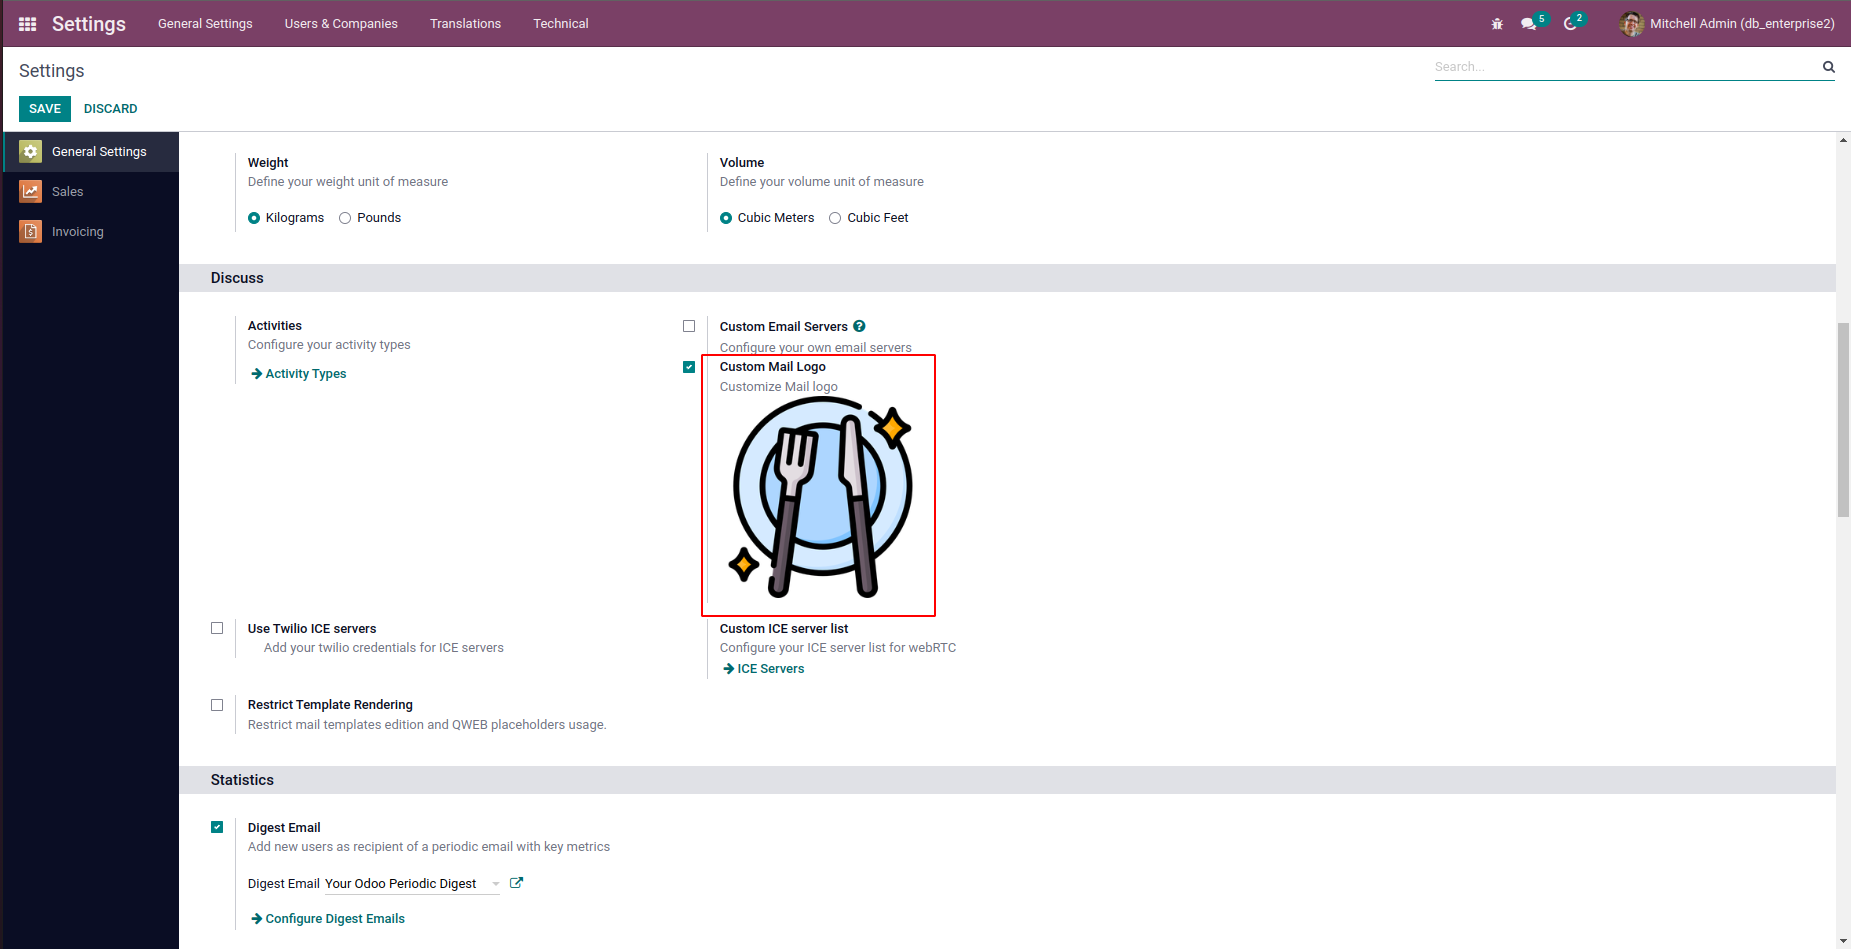 Settings General Settings Users & Companies Translations Technical 5 2 Mitchell Admin (db_enterprise2)
Settings Search...
SAVE DISCARD
General Settings
Sales
Invoicing
Weight Volume
Define your weight unit of measure Define your volume unit of measure
Kilograms Pounds Cubic Meters Cubic Feet
Discuss
Activities Custom Email Servers ?
Configure your activity types Configure your own email servers
Activity Types Custom Mail Logo
Customize Mail logo
Use Twilio ICE servers Custom ICE server list
Add your twilio credentials for ICE servers Configure your ICE server list for webRTC
ICE Servers
Restrict Template Rendering
Restrict mail templates edition and QWEB placeholders usage.
Statistics
Digest Email
Add new users as recipient of a periodic email with key metrics
Digest Email Your Odoo Periodic Digest
Configure Digest Emails